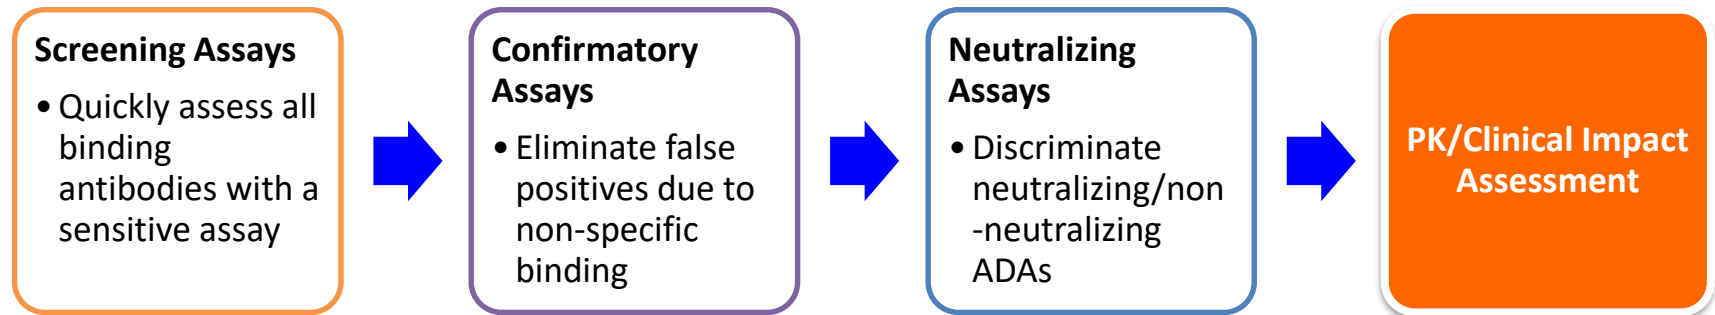 Screening Assays
• Quickly assess all
binding
antibodies with a
sensitive assay
Confirmatory
Assays
• Eliminate false
positives due to
non-specific
binding
Neutralizing
Assays
• Discriminate
neutralizing/non
-neutralizing
ADAs
PK/Clinical Impact
Assessment